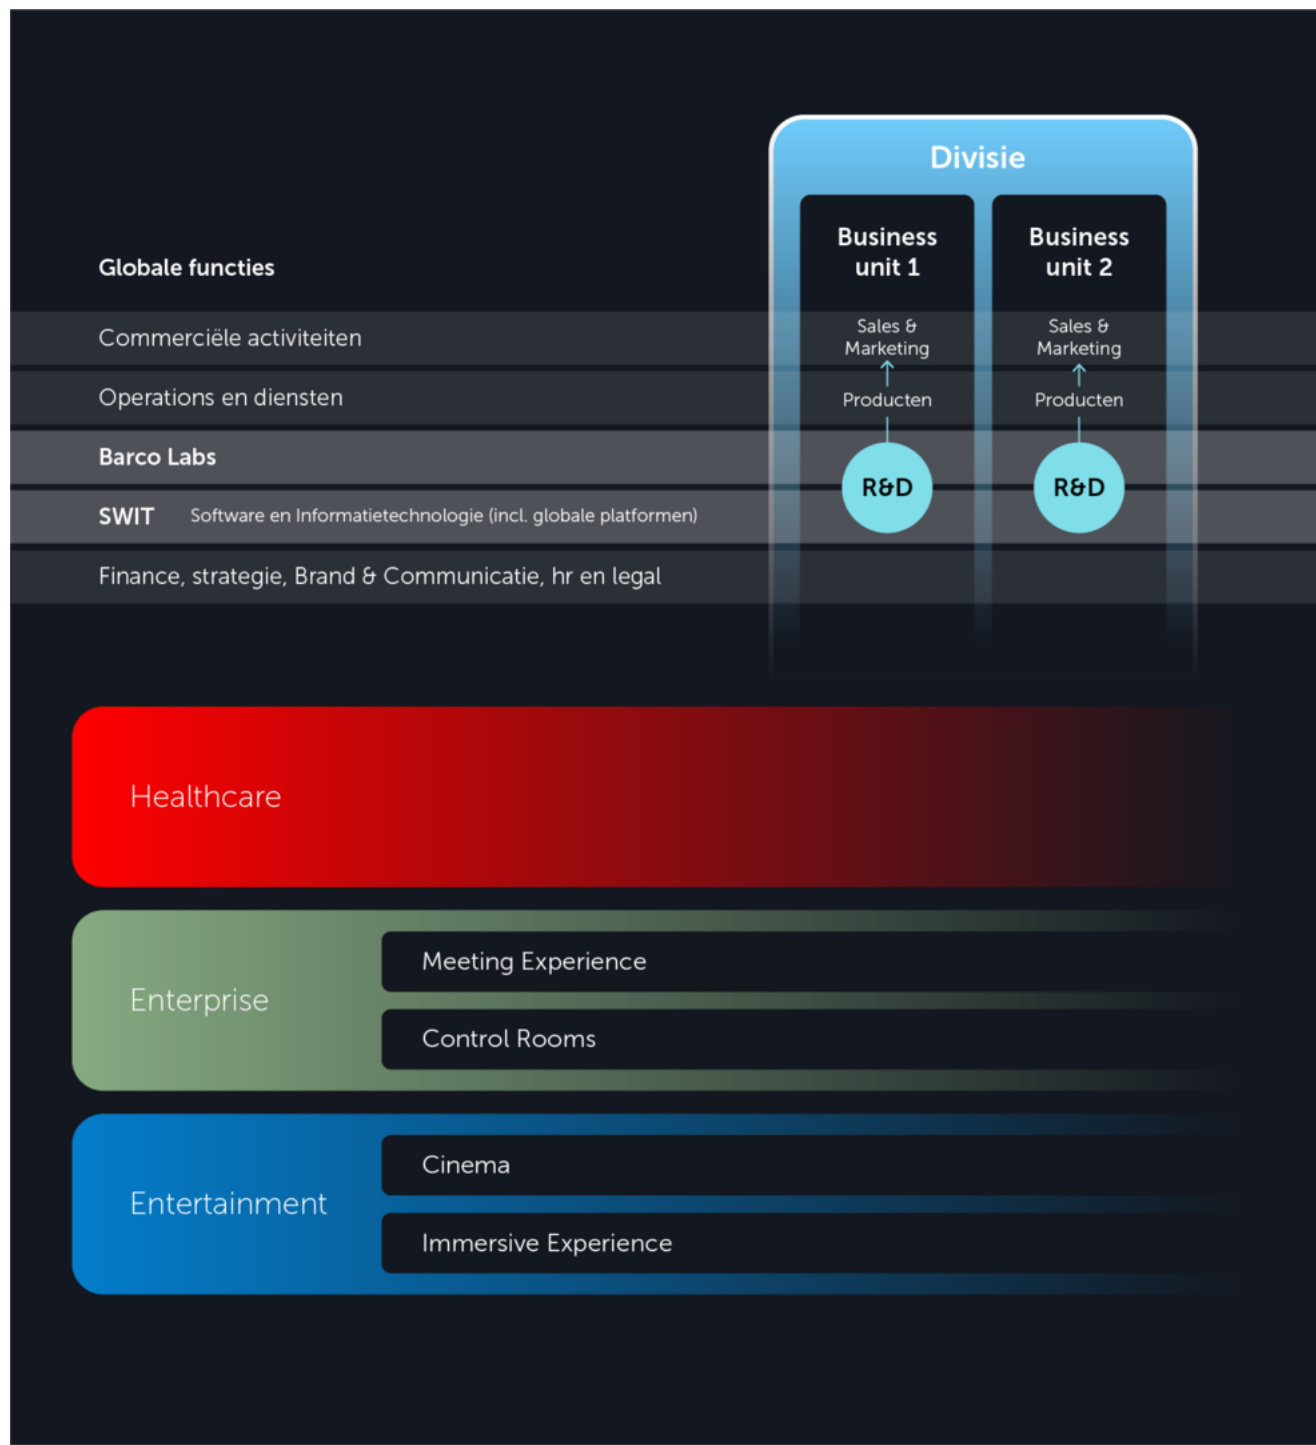 Divisie
Business
unit 1
Business
unit 2
Globale functies
Commerciële activiteiten
Sales &
Marketing
Sales &
Marketing
Operations en diensten
Producten
Producten
Barco Labs
R&D
R&D
SWIT Software en Informatietechnologie (incl. globale platformen)
Finance, strategie, Brand & Communicatie, hr en legal
Healthcare
Enterprise
Meeting Experience
Control Rooms
Entertainment
Cinema
Immersive Experience